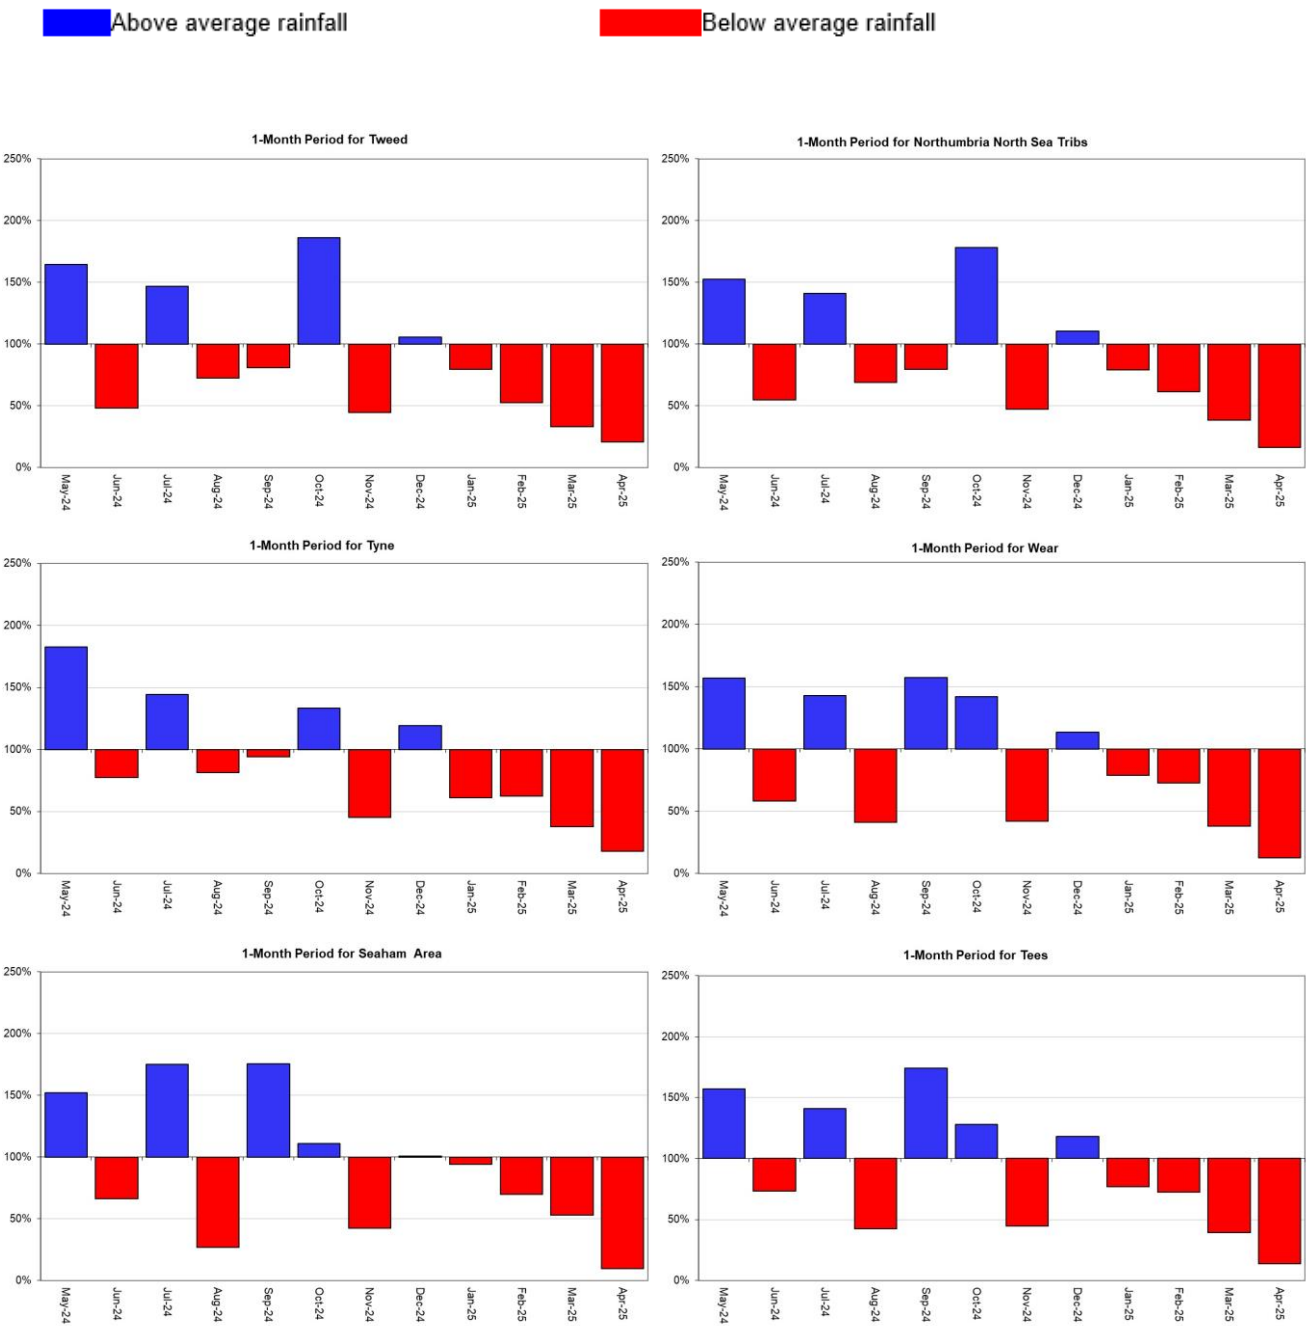 Above average rainfall Below average rainfall
1-Month Period for Tweed
250%
200%
150%
100%
50%
0%
May-24 Jun-24 Jul-24 Aug-24 Sep-24 Oct-24 Nov-24 Dec-24 Jan-25 Feb-25 Mar-25 Apr-25
1-Month Period for Northumbria North Sea Tribs
250%
200%
150%
100%
50%
0%
May-24 Jun-24 Jul-24 Aug-24 Sep-24 Oct-24 Nov-24 Dec-24 Jan-25 Feb-25 Mar-25 Apr-25
1-Month Period for Tyne
250%
200%
150%
100%
50%
0%
May-24 Jun-24 Jul-24 Aug-24 Sep-24 Oct-24 Nov-24 Dec-24 Jan-25 Feb-25 Mar-25 Apr-25
1-Month Period for Wear
250%
200%
150%
100%
50%
0%
May-24 Jun-24 Jul-24 Aug-24 Sep-24 Oct-24 Nov-24 Dec-24 Jan-25 Feb-25 Mar-25 Apr-25
1-Month Period for Seaham Area
250%
200%
150%
100%
50%
0%
May-24 Jun-24 Jul-24 Aug-24 Sep-24 Oct-24 Nov-24 Dec-24 Jan-25 Feb-25 Mar-25 Apr-25
1-Month Period for Tees
250%
200%
150%
100%
50%
0%
May-24 Jun-24 Jul-24 Aug-24 Sep-24 Oct-24 Nov-24 Dec-24 Jan-25 Feb-25 Mar-25 Apr-25